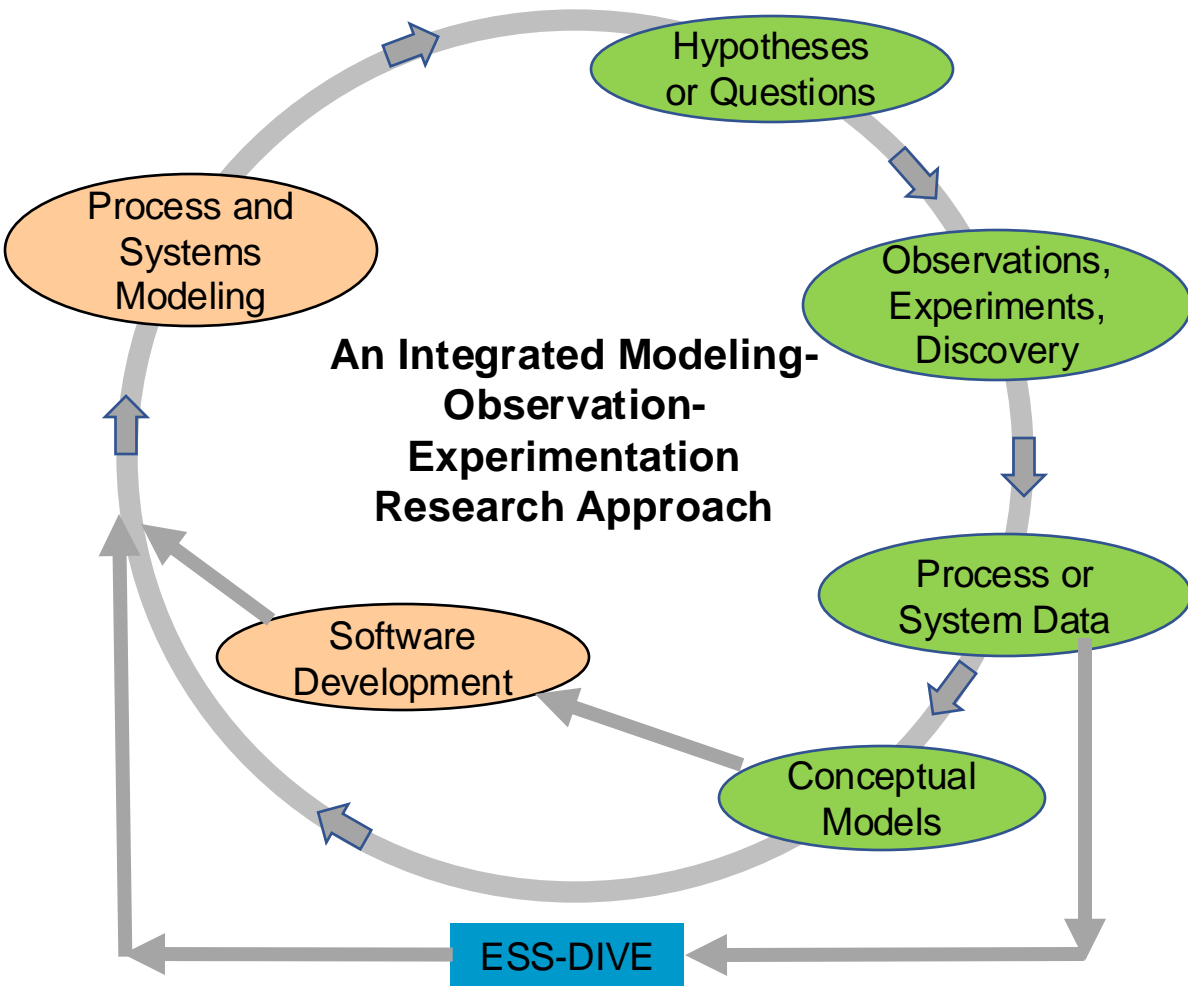 Hypotheses
or Questions
Process and
Systems
Modeling
Observations,
Experiments,
Discovery
An Integrated Modeling-
Observation-
Experimentation
Research Approach
Process or
System Data
Software
Development
Conceptual
Models
ESS-DIVE